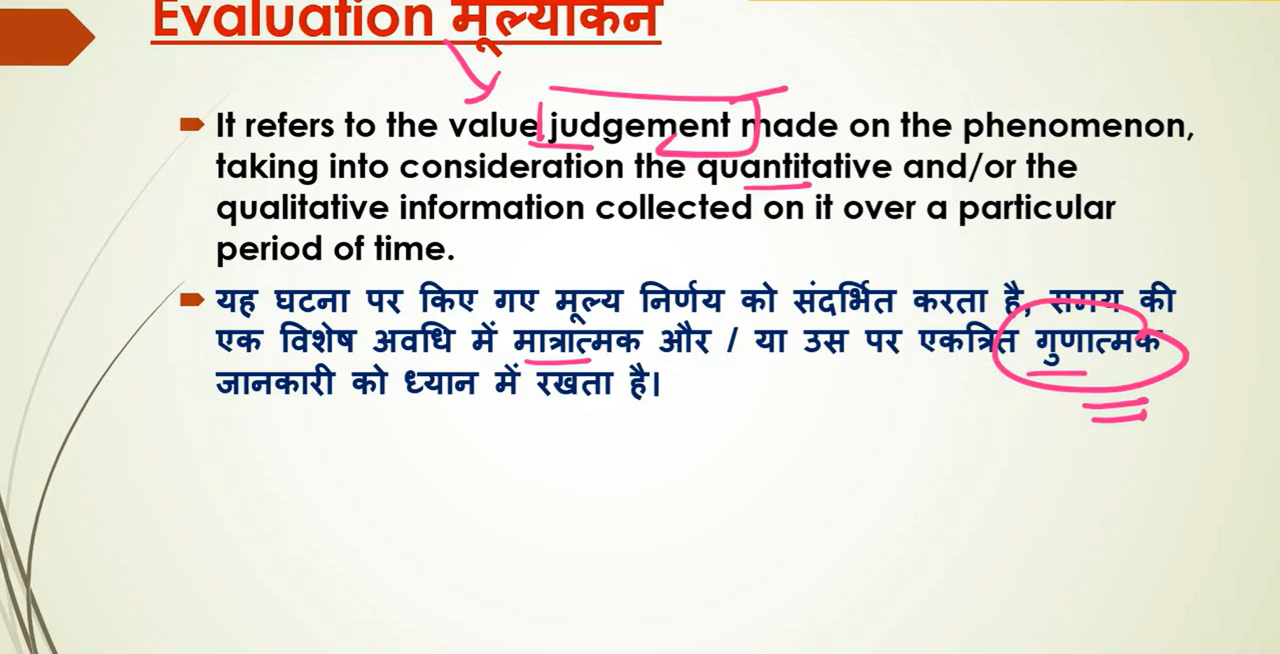 Evaluation मूल्यांकन
It refers to the value judgement made on the phenomenon,
taking into consideration the quantitative and/or the
qualitative information collected on it over a particular
period of time.
यह घटना पर किए गए मूल्य निर्णय को संदर्भित करता है, समय की
एक विशेष अवधि में मात्रात्मक और / या उस पर एकत्रित गुणात्मक
जानकारी को ध्यान में रखता है।